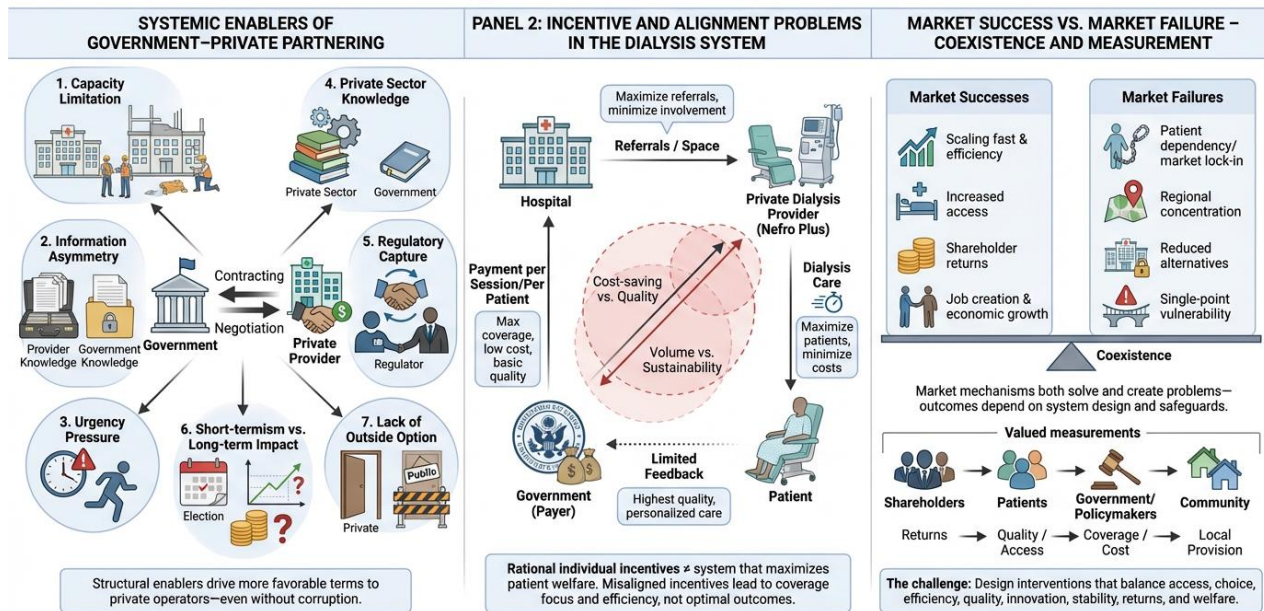 SYSTEMIC ENABLERS OF
GOVERNMENT–PRIVATE PARTNERING
1. Capacity
Limitation
4. Private Sector
Knowledge
Private Sector
Government
2. Information
Asymmetry
Provider
Knowledge
Government
Knowledge
Government
Contracting
Negotiation
Private
Provider
5. Regulatory
Capture
Regulator
3. Urgency
Pressure
6. Short-termism vs.
Long-term Impact
Election
7. Lack of
Outside Option
Private
Public
Structural enablers drive more favorable terms to
private operators—even without corruption.
PANEL 2: INCENTIVE AND ALIGNMENT PROBLEMS
IN THE DIALYSIS SYSTEM
Maximize referrals,
minimize involvement
Referrals / Space
Hospital
Private Dialysis
Provider
(Nefro Plus)
Payment per
Session/Per
Patient
Max
coverage,
low cost,
basic
quality
Cost-saving
vs. Quality
Volume vs.
Sustainability
Dialysis
Care
Maximize
patients,
minimize
costs
Government
(Payer)
Limited
Feedback
Highest quality,
personalized care
Patient
Rational individual incentives ≠ system that maximizes
patient welfare. Misaligned incentives lead to coverage
focus and efficiency, not optimal outcomes.
MARKET SUCCESS VS. MARKET FAILURE –
COEXISTENCE AND MEASUREMENT
Market Successes
Scaling fast &
efficiency
Increased
access
Shareholder
returns
Job creation &
economic growth
Market Failures
Patient
dependency/
market lock-in
Regional
concentration
Reduced
alternatives
Single-point
vulnerability
Coexistence
Market mechanisms both solve and create problems—
outcomes depend on system design and safeguards.
Valued measurements
Shareholders
Patients
Government/
Policymakers
Community
Returns
Quality /
Access
Coverage /
Cost
Local
Provision
The challenge: Design interventions that balance access, choice,
efficiency, quality, innovation, stability, returns, and welfare.